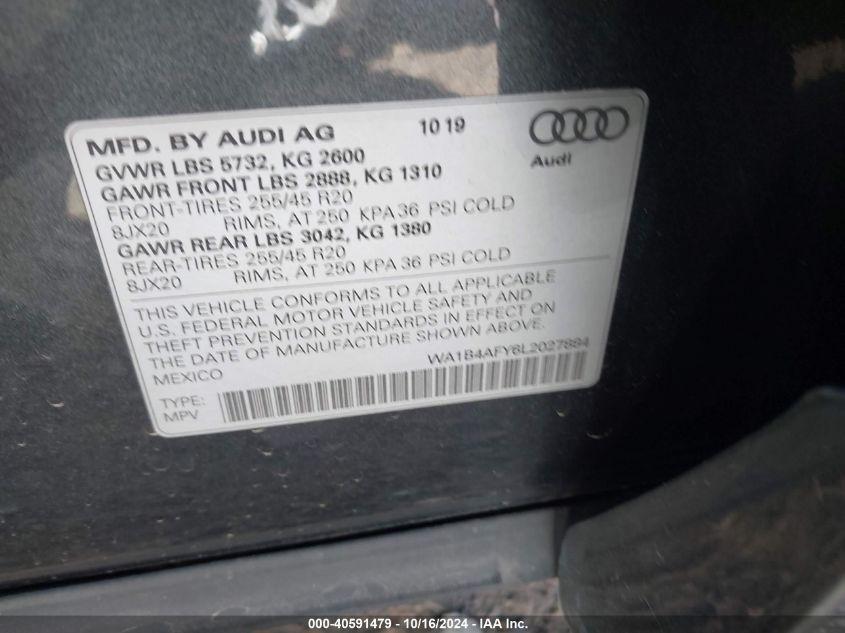 MFD. BY AUDI AG 10 19
Audi
GVWR LBS 5732, KG 2600
GAWR FRONT LBS 2888, KG 1310
FRONT-TIRES 255/45 R20
8JX20 RIMS, AT 250 KPA 36 PSI COLD
GAWR REAR LBS 3042, KG 1380
REAR-TIRES 255/45 R20
8JX20 RIMS, AT 250 KPA 36 PSI COLD
THIS VEHICLE CONFORMS TO ALL APPLICABLE
U.S. FEDERAL MOTOR VEHICLE SAFETY AND
THEFT PREVENTION STANDARDS IN EFFECT ON
THE DATE OF MANUFACTURE SHOWN ABOVE.
MEXICO WA1B4AFY6L2027884
TYPE:
MPV
000-40591479 - 10/16/2024 - IAA Inc.